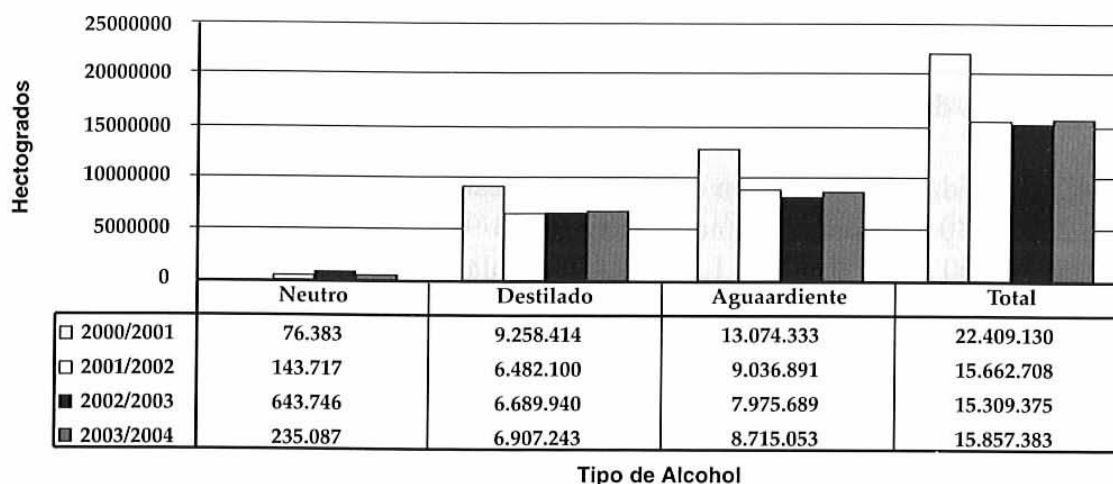 25000000
20000000
15000000
10000000
5000000
0
Hectogrados
Neutro Destilado Aguaardiente Total
2000/2001 76.383 9.258.414 13.074.333 22.409.130
2001/2002 143.717 6.482.100 9.036.891 15.662.708
2002/2003 643.746 6.689.940 7.975.689 15.309.375
2003/2004 235.087 6.907.243 8.715.053 15.857.383
Tipo de Alcohol